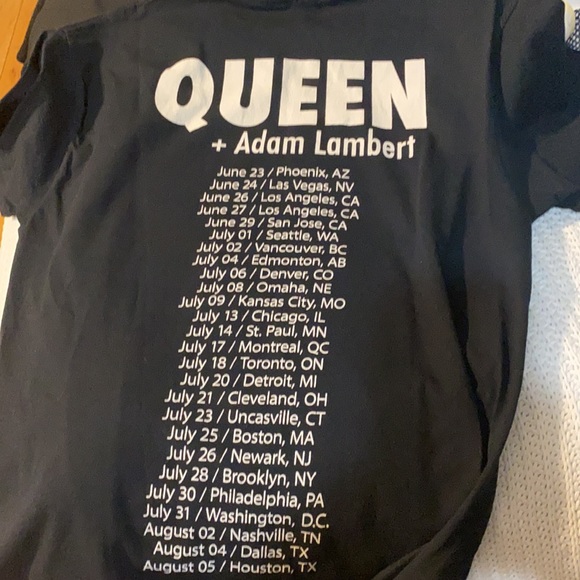 QUEEN
+ Adam Lambert
June 23 / Phoenix, AZ
June 24 / Las Vegas, NV
June 26 / Los Angeles, CA
June 27 / Los Angeles, CA
June 29 / San Jose, CA
July 01 / Seattle, WA
July 02 / Vancouver, BC
July 04 / Edmonton, AB
July 06 / Denver, CO
July 08 / Omaha, NE
July 09 / Kansas City, MO
July 13 / Chicago, IL
July 14 / St. Paul, MN
July 17 / Montreal, QC
July 18 / Toronto, ON
July 20 / Detroit, MI
July 21 / Cleveland, OH
July 23 / Uncasville, CT
July 25 / Boston, MA
July 26 / Newark, NJ
July 28 / Brooklyn, NY
July 30 / Philadelphia, PA
July 31 / Washington, D.C.
August 02 / Nashville, TN
August 04 / Dallas, TX
August 05 / Houston, TX